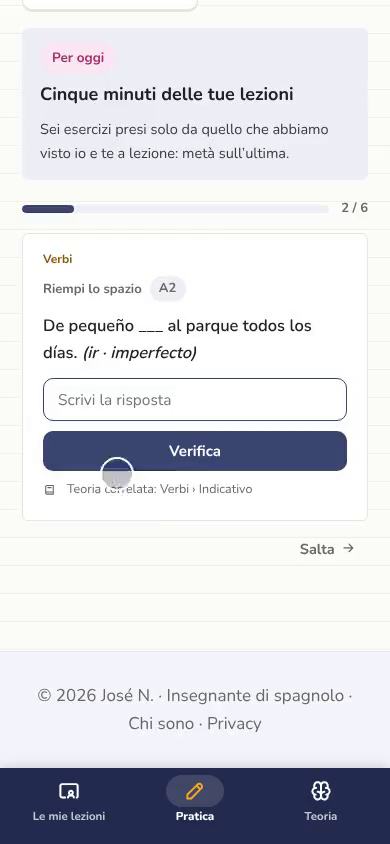 Per oggi
Cinque minuti delle tue lezioni
Sei esercizi presi solo da quello che abbiamo
visto io e te a lezione: metà sull’ultima.
2 / 6
Verbi
Riempi lo spazio A2
De pequeño ___ al parque todos los
días. (ir · imperfecto)
Scrivi la risposta
Verifica
Teoria correlata: Verbi › Indicativo
Salta →
© 2026 José N. · Insegnante di spagnolo ·
Chi sono · Privacy
Le mie lezioni
Pratica
Teoria